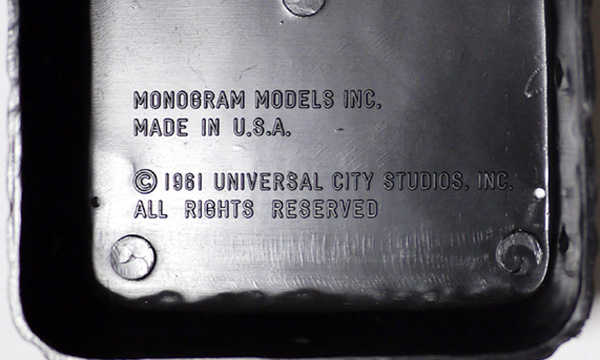 MONOGRAM MODELS INC.
MADE IN U.S.A.
© 1961 UNIVERSAL CITY STUDIOS, INC.
ALL RIGHTS RESERVED